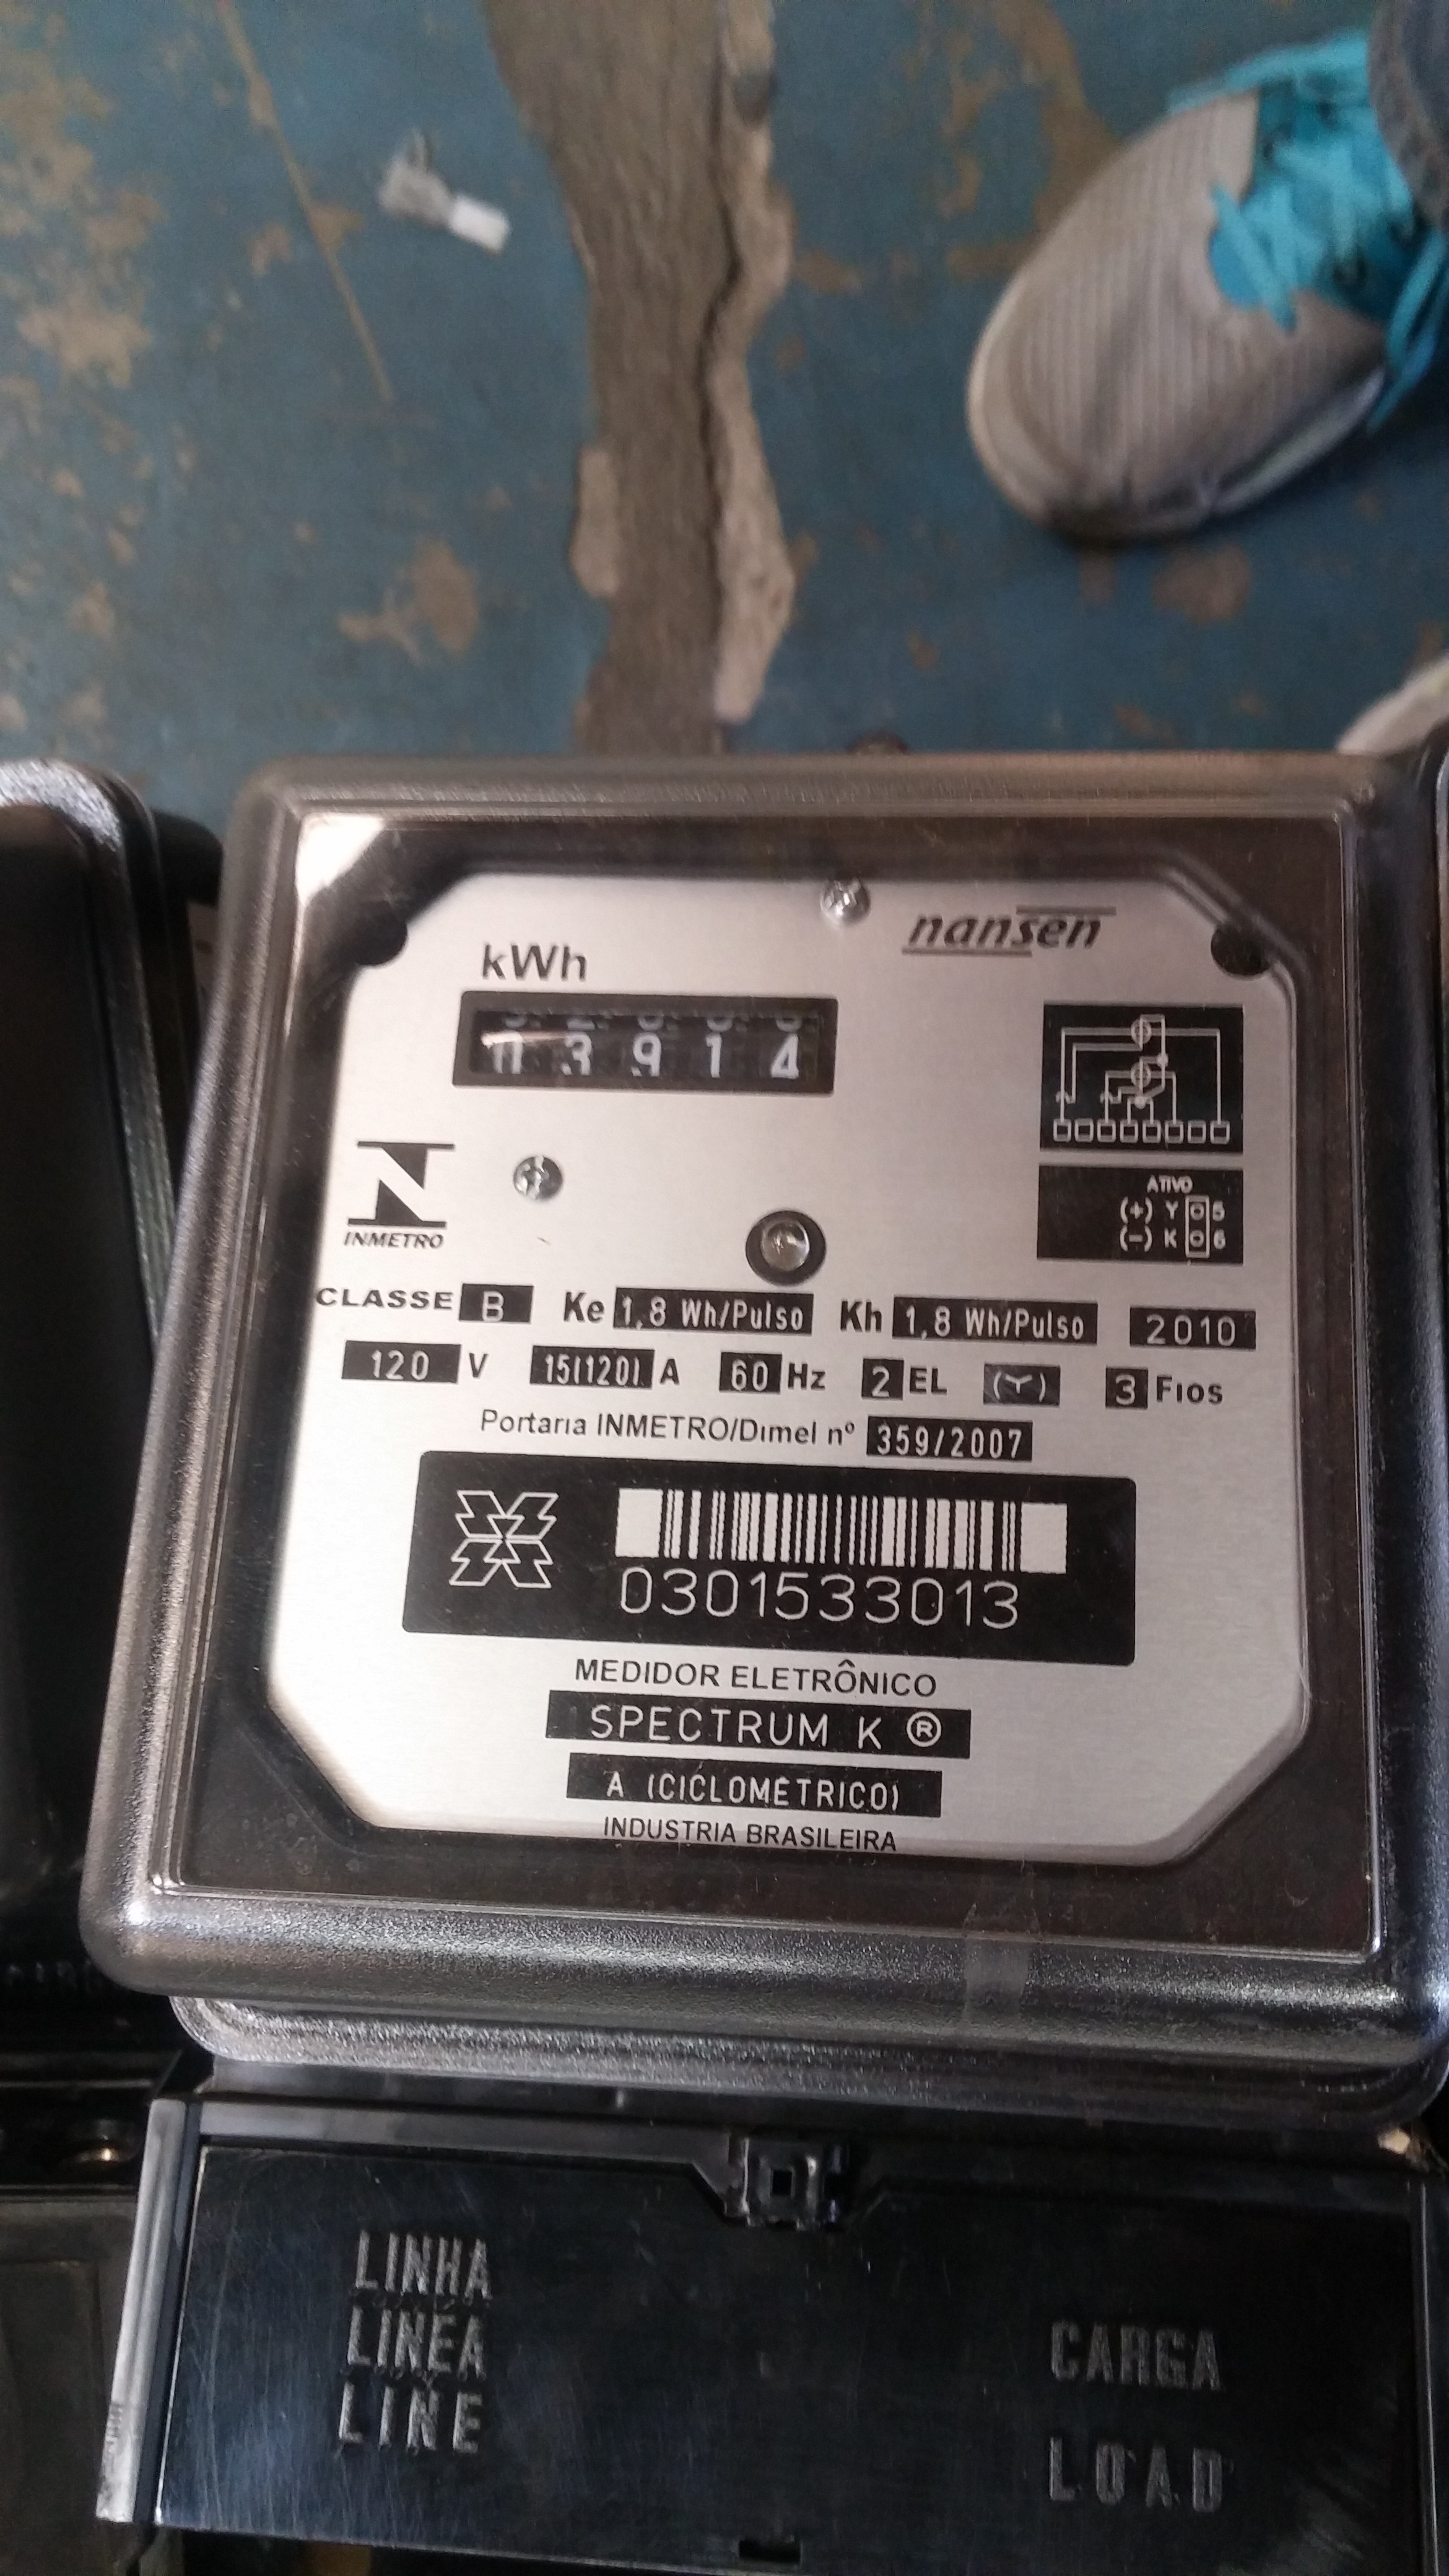 nansen
kWh
03914
ATIVO
(+) Y 5
(-) K 6
INMETRO
CLASSE B Ke 1,8 Wh/Pulso Kh 1,8 Wh/Pulso 2010
120 V 15(120) A 60 Hz 2 EL (Y) 3 Fios
Portaria INMETRO/Dimel nº 359/2007
0301533013
MEDIDOR ELETRÔNICO
SPECTRUM K ®
A (CICLOMÉTRICO)
INDUSTRIA BRASILEIRA
LINHA
LINEA
LINE
CARGA
LOAD